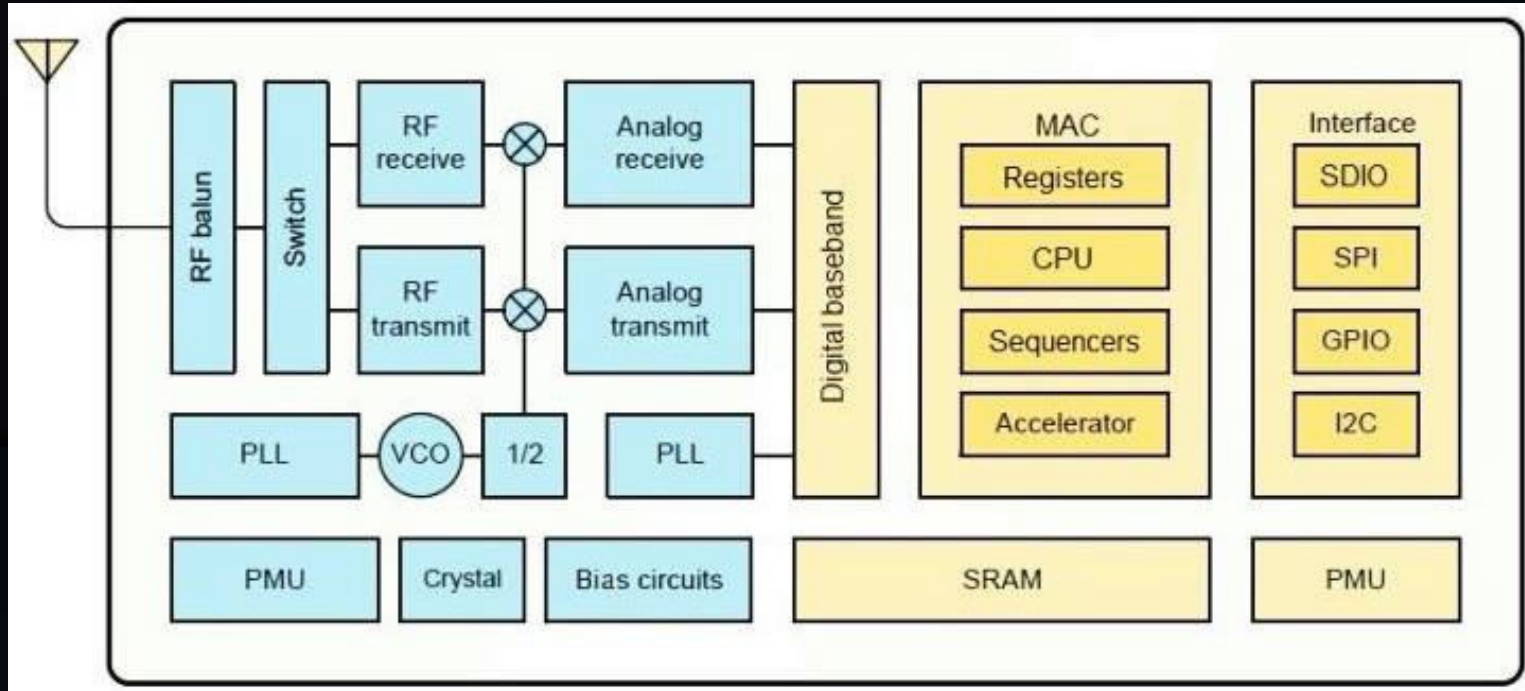 RF balun
Switch
RF
receive
Analog
receive
RF
transmit
Analog
transmit
PLL
VCO
1/2
PLL
Digital baseband
MAC
Registers
CPU
Sequencers
Accelerator
Interface
SDIO
SPI
GPIO
I2C
PMU
Crystal
Bias circuits
SRAM
PMU